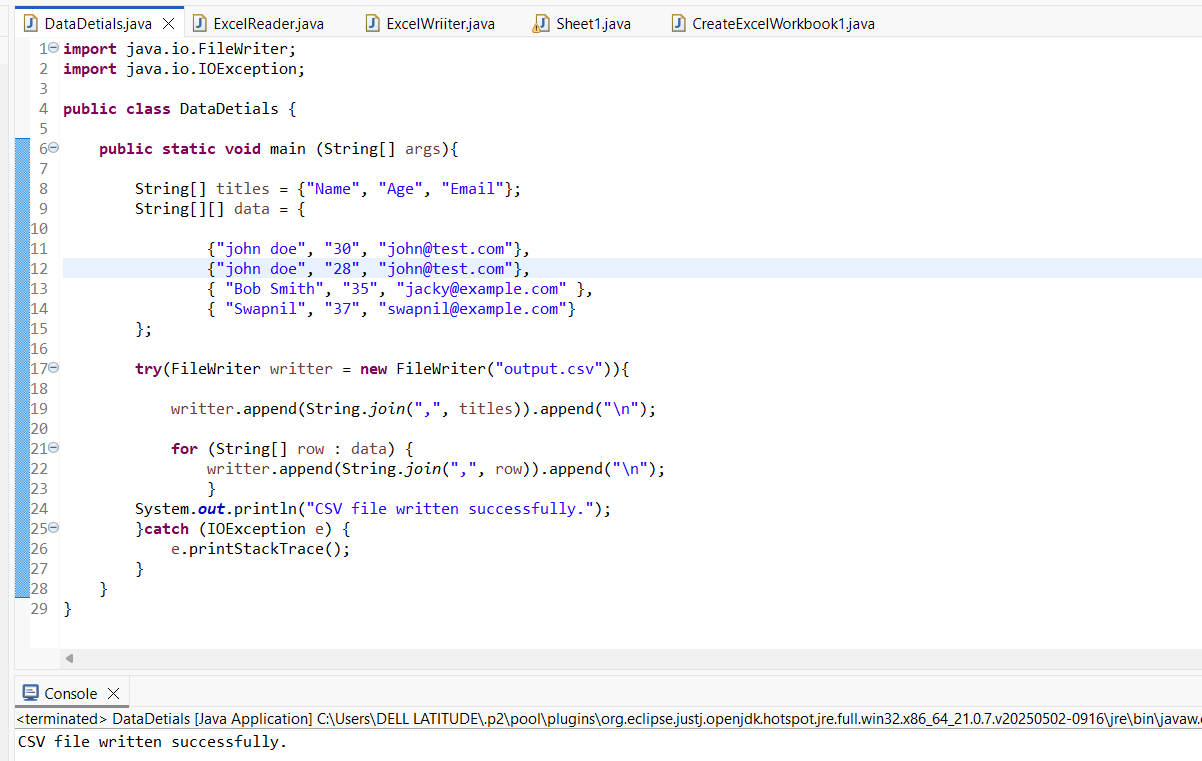 DataDetials.java ExcelReader.java ExcelWriiter.java Sheet1.java CreateExcelWorkbook1.java
1 import java.io.FileWriter;
2 import java.io.IOException;
3
4 public class DataDetials {
5
6     public static void main (String[] args){
7
8         String[] titles = {"Name", "Age", "Email"};
9         String[][] data = {
10
11                 {"john doe", "30", "john@test.com"},
12                 {"john doe", "28", "john@test.com"},
13                 { "Bob Smith", "35", "jacky@example.com" },
14                 { "Swapnil", "37", "swapnil@example.com"}
15         };
16
17         try(FileWriter writter = new FileWriter("output.csv")){
18
19             writter.append(String.join(",", titles)).append("\n");
20
21             for (String[] row : data) {
22                 writter.append(String.join(",", row)).append("\n");
23                 }
24         System.out.println("CSV file written successfully.");
25         }catch (IOException e) {
26             e.printStackTrace();
27         }
28     }
29 }
Console
<terminated> DataDetials [Java Application] C:\Users\DELL LATITUDE\.p2\pool\plugins\org.eclipse.justj.openjdk.hotspot.jre.full.win32.x86_64_21.0.7.v20250502-0916\jre\bin\javaw.
CSV file written successfully.